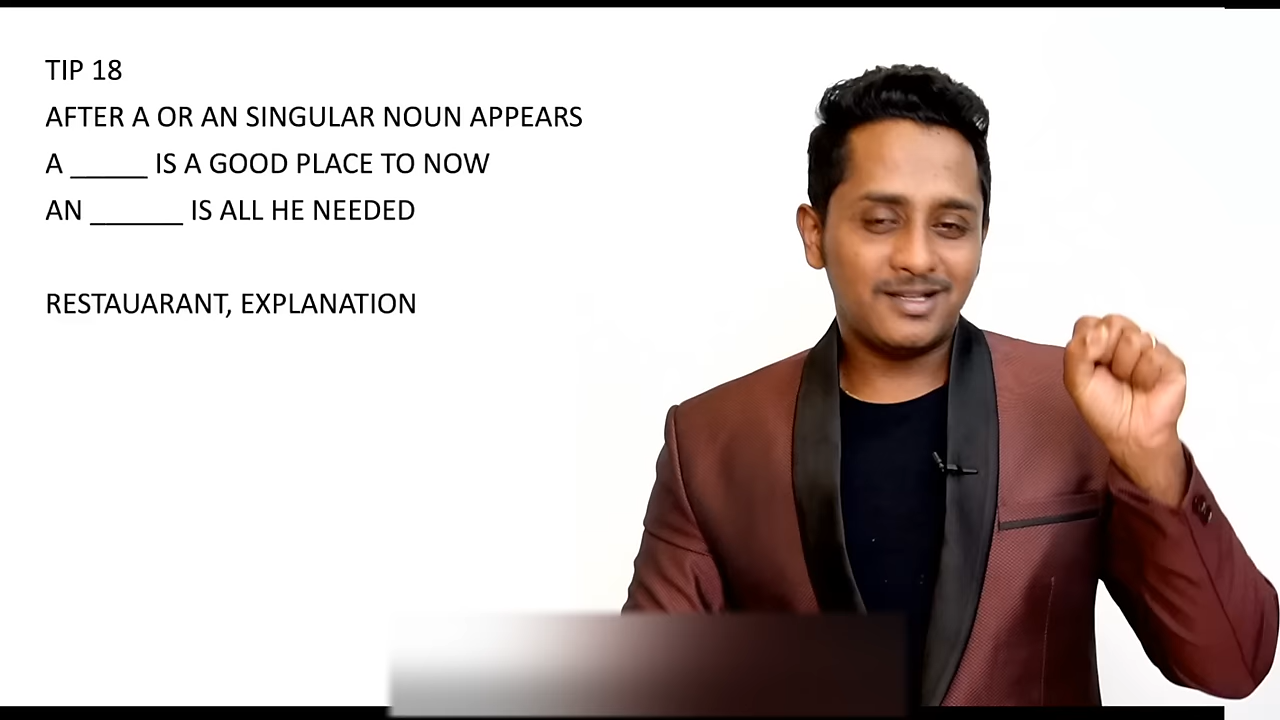 TIP 18
AFTER A OR AN SINGULAR NOUN APPEARS
A _____ IS A GOOD PLACE TO NOW
AN ______ IS ALL HE NEEDED
RESTAUARANT, EXPLANATION